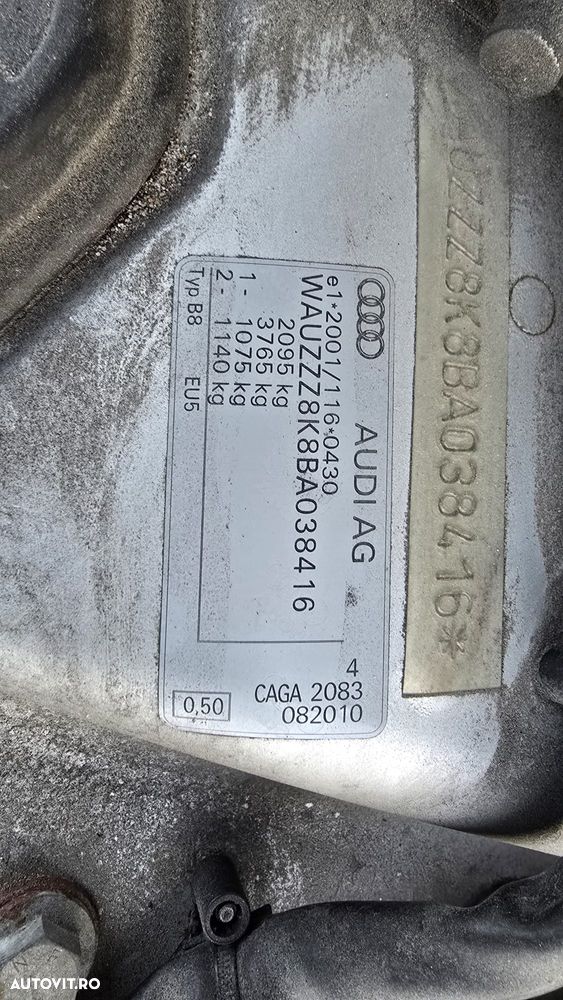 UZZZ8K8BA038416*
AUDI AG
e1*2001/116*0430
WAUZZZ8K8BA038416
2095 kg
3765 kg
1 - 1075 kg
2 - 1140 kg
Typ B8 EU5
4
CAGA 2083
082010
0,50
AUTOVIT.RO